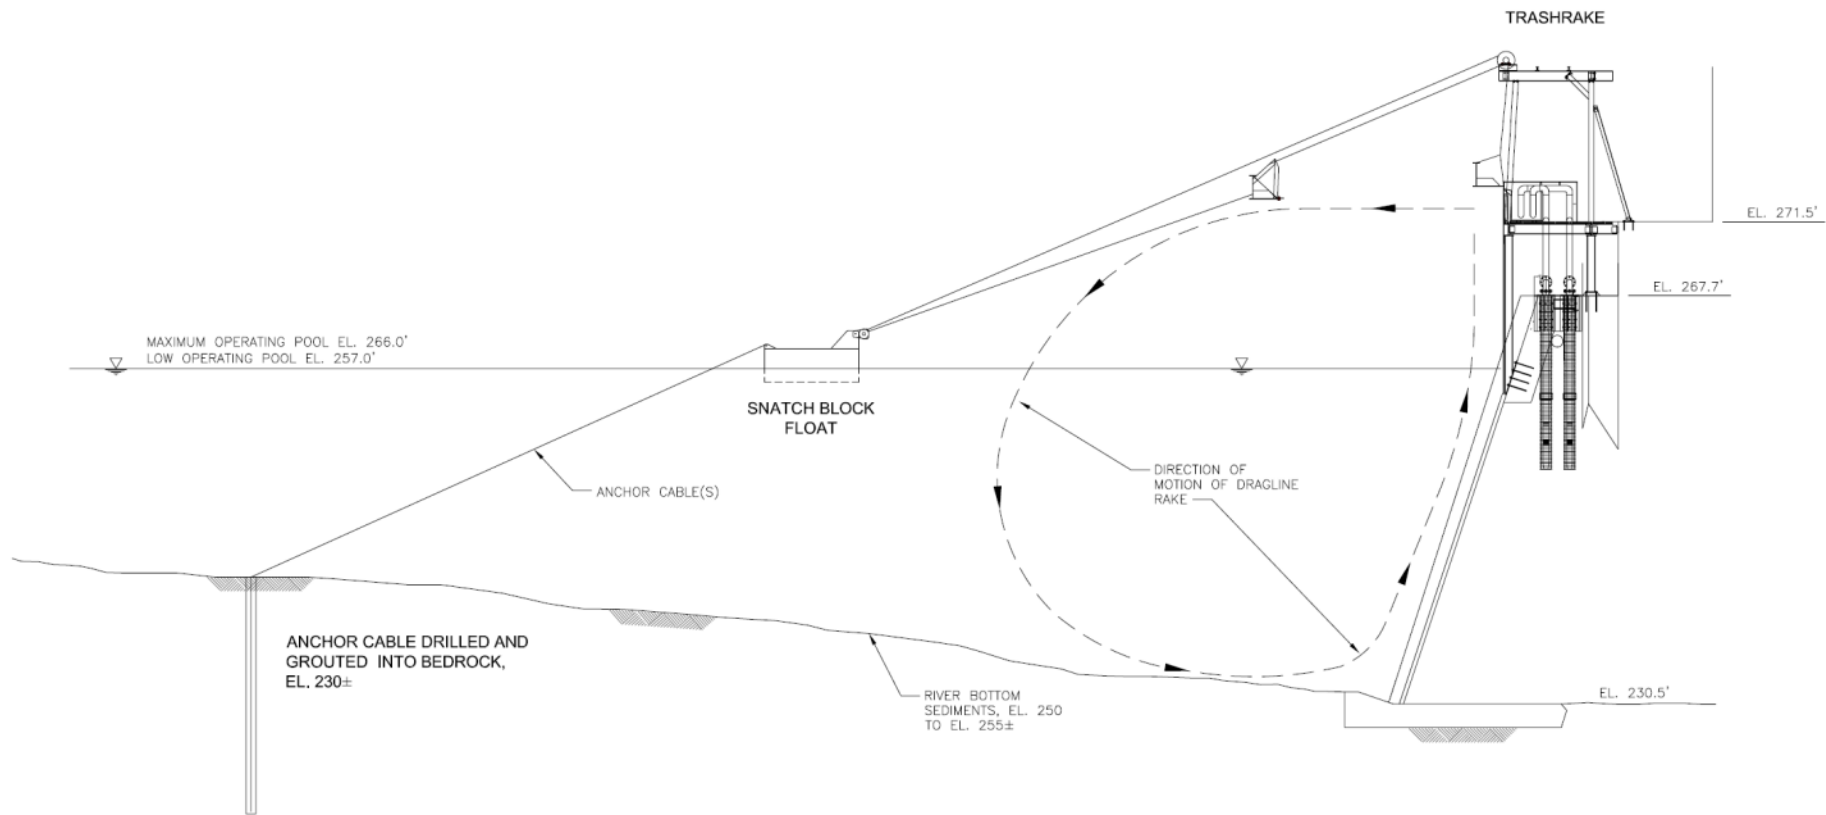 TRASHRAKE
EL. 271.5'
EL. 267.7'
MAXIMUM OPERATING POOL EL. 266.0'
LOW OPERATING POOL EL. 257.0'
SNATCH BLOCK
FLOAT
DIRECTION OF
MOTION OF DRAGLINE
RAKE
ANCHOR CABLE(S)
ANCHOR CABLE DRILLED AND
GROUTED INTO BEDROCK,
EL. 230±
RIVER BOTTOM
SEDIMENTS, EL. 250
TO EL. 255±
EL. 230.5'